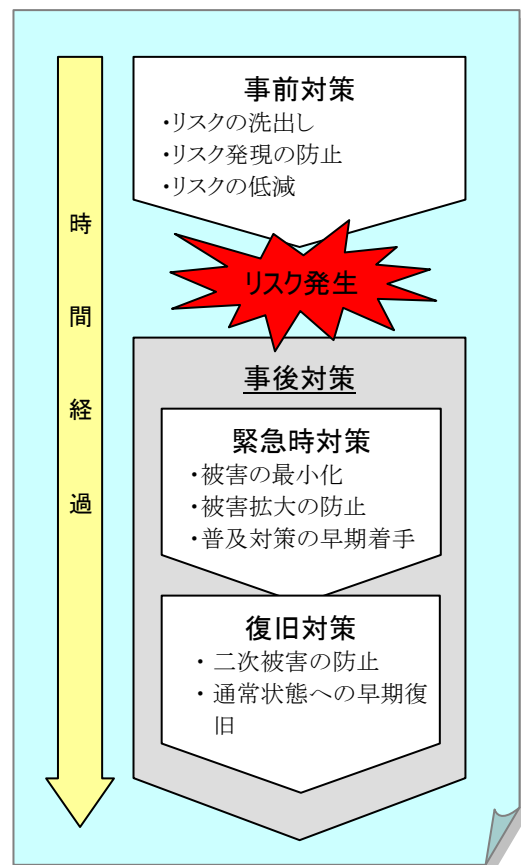 事前対策
・リスクの洗出し
・リスク発現の防止
・リスクの低減
リスク発生
時間経過
事後対策
緊急時対策
・被害の最小化
・被害拡大の防止
・普及対策の早期着手
復旧対策
・ 二次被害の防止
・ 通常状態への早期復
旧